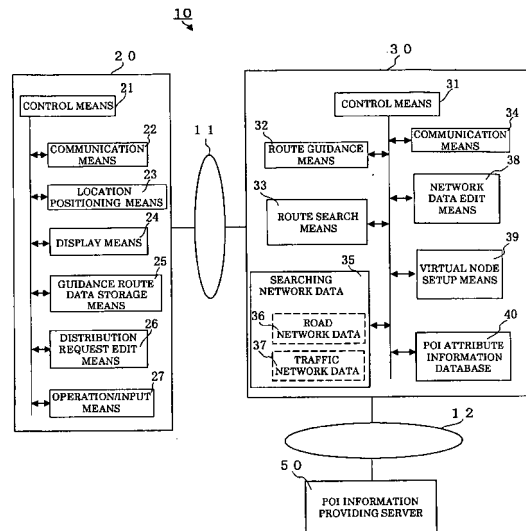 10
20
CONTROL MEANS
21
COMMUNICATION
MEANS
22
LOCATION
POSITIONING MEANS
23
DISPLAY MEANS
24
GUIDANCE ROUTE
DATA STORAGE
MEANS
25
DISTRIBUTION
REQUEST EDIT
MEANS
26
OPERATION/INPUT
MEANS
27
11
30
CONTROL MEANS
31
32
ROUTE GUIDANCE
MEANS
34
COMMUNICATION
MEANS
33
ROUTE SEARCH
MEANS
38
NETWORK
DATA EDIT
MEANS
39
VIRTUAL NODE
SETUP MEANS
35
SEARCHING
NETWORK DATA
36
ROAD
NETWORK DATA
37
TRAFFIC
NETWORK DATA
40
POI ATTRIBUTE
INFORMATION
DATABASE
12
50
POI INFORMATION
PROVIDING SERVER